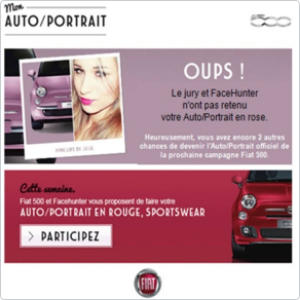 Mon
AUTO/PORTRAIT
500
OUPS !
Le jury et FaceHunter
n'ont pas retenu
votre Auto/Portrait en rose.
Heureusement, vous avez encore 2 autres
chances de devenir l'Auto/Portrait officiel de
la prochaine campagne Fiat 500.
Cette semaine,
Fiat 500 et Facehunter vous proposent de faire votre
AUTO/PORTRAIT EN ROUGE, SPORTSWEAR
> PARTICIPEZ
FIAT